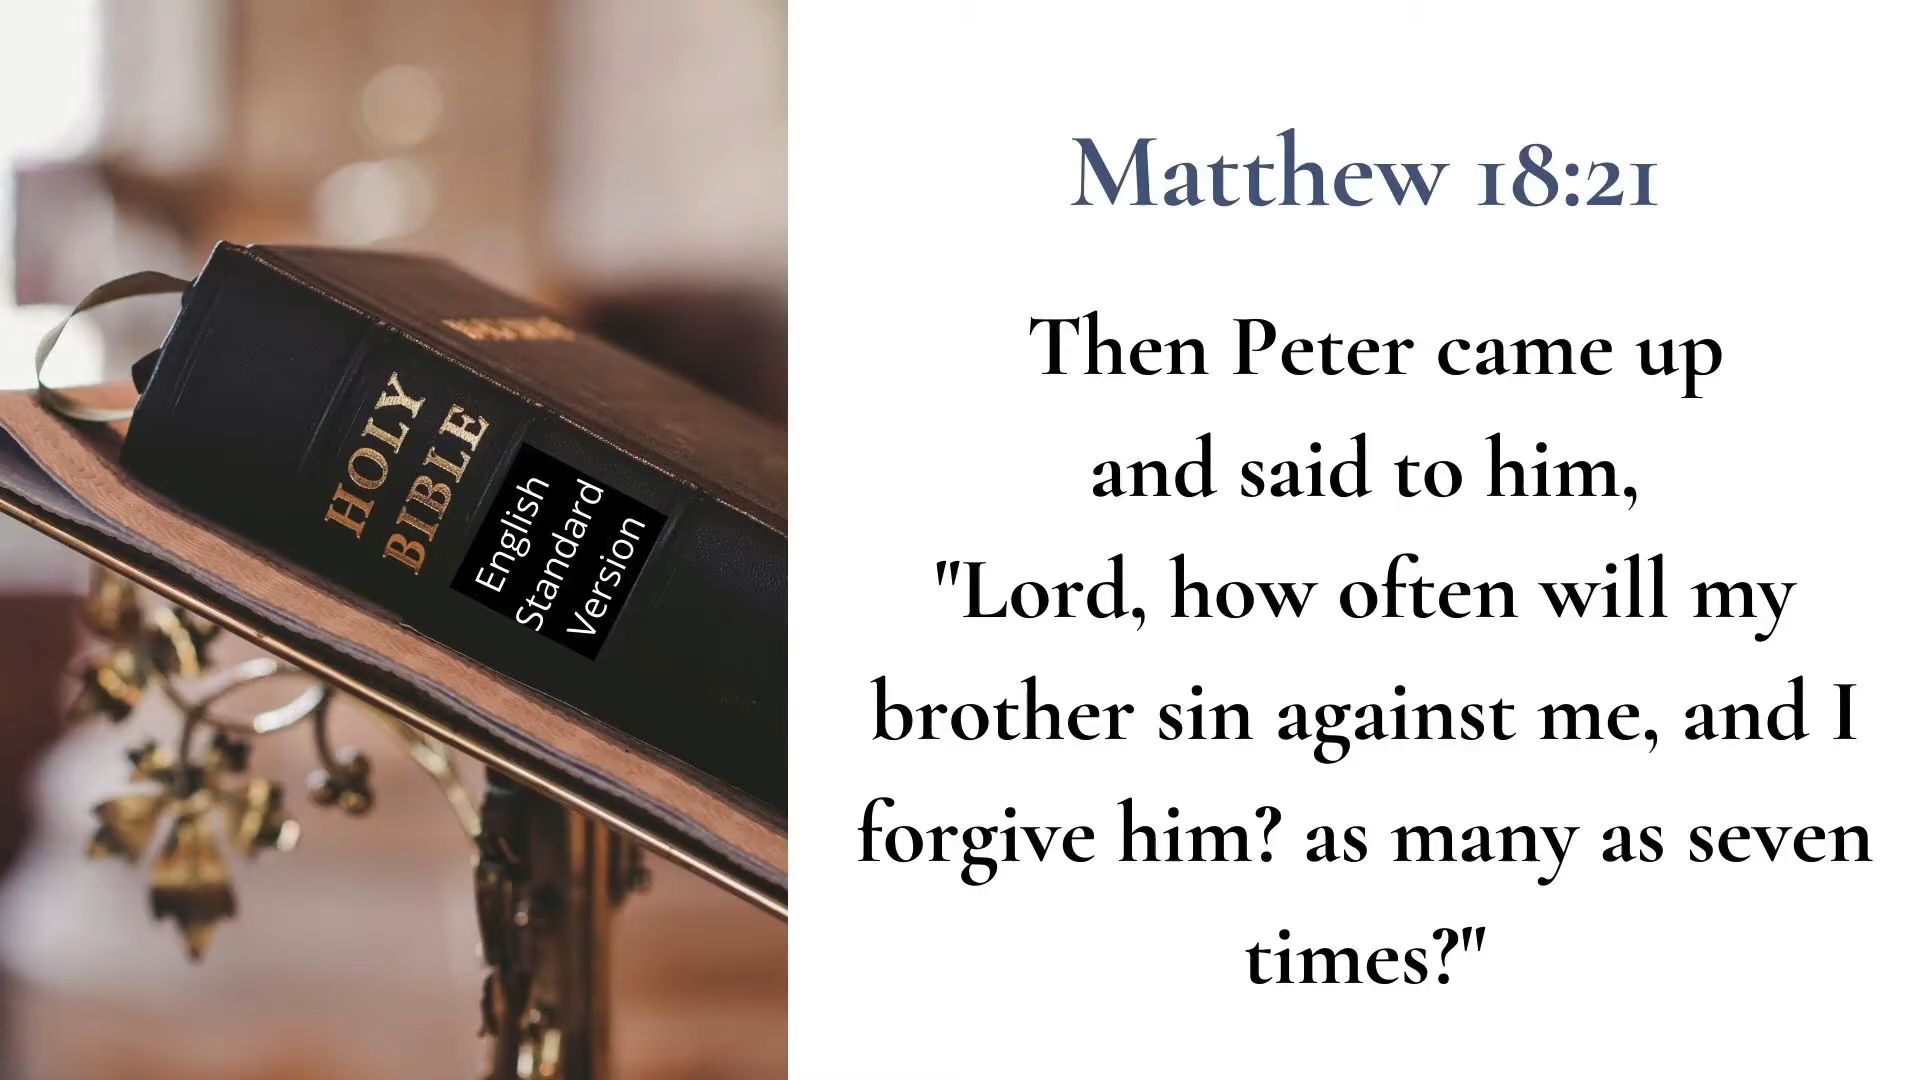 HOLY
BIBLE
English
Standard
Version
Matthew 18:21
Then Peter came up
and said to him,
"Lord, how often will my
brother sin against me, and I
forgive him? as many as seven
times?"